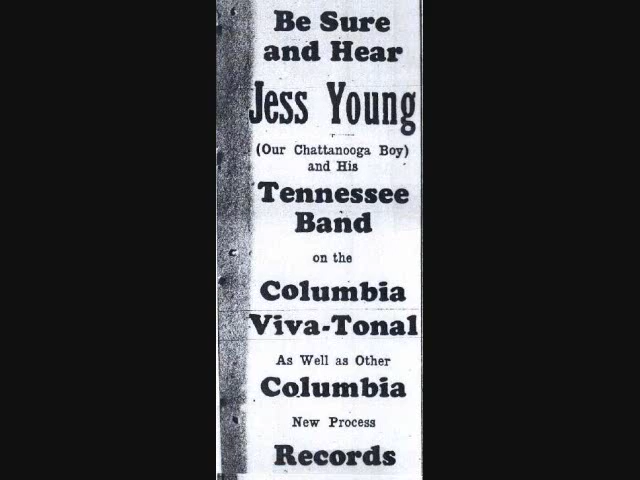 Be Sure
and Hear
Jess Young
(Our Chattanooga Boy)
and His
Tennessee
Band
on the
Columbia
Viva-Tonal
As Well as Other
Columbia
New Process
Records